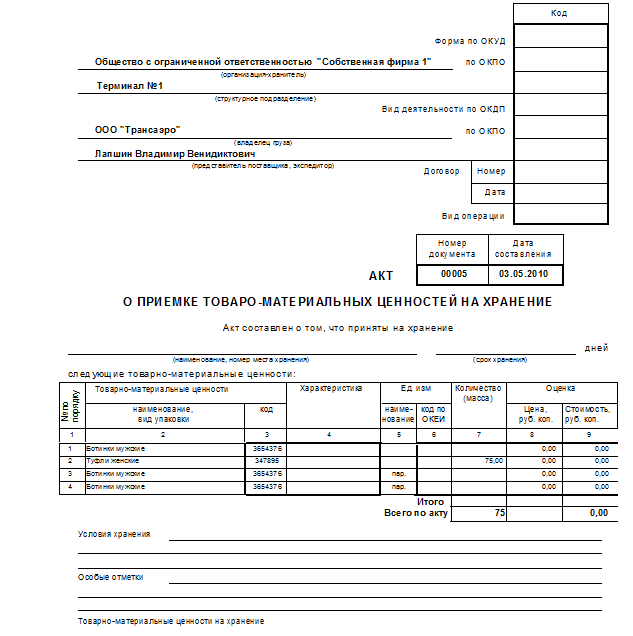 Код
Форма по ОКУД
Общество с ограниченной ответственностью "Собственная фирма 1" по ОКПО
(организация-хранитель)
Терминал №1
(структурное подразделение)
Вид деятельности по ОКДП
ООО "Трансаэро" по ОКПО
(владелец груза)
Лапшин Владимир Венидиктович
(представитель поставщика, экспедитор)
Договор Номер
Дата
Вид операции
Номер документа Дата составления
АКТ 00005 03.05.2010
О ПРИЕМКЕ ТОВАРО-МАТЕРИАЛЬНЫХ ЦЕННОСТЕЙ НА ХРАНЕНИЕ
Акт составлен о том, что приняты на хранение
дней
(наименование, номер места хранения) (срок хранения)
следующие товарно-материальные ценности:
№по порядку Товарно-материальные ценности Характеристика Ед. изм Количество (масса) Оценка
наименование, вид упаковки код наиме-нование код по ОКЕИ Цена, руб. коп. Стоимость, руб. коп.
1 2 3 4 5 6 7 8 9
1 Ботинки мужские 3654376 0,00 0,00
2 Туфли женские 347895 75,00 0,00 0,00
3 Ботинки мужские 3654376 пар. 0,00 0,00
4 Ботинки мужские 3654376 пар. 0,00 0,00
Итого
Всего по акту 75 0,00
Условия хранения
Особые отметки
Товарно-материальные ценности на хранение